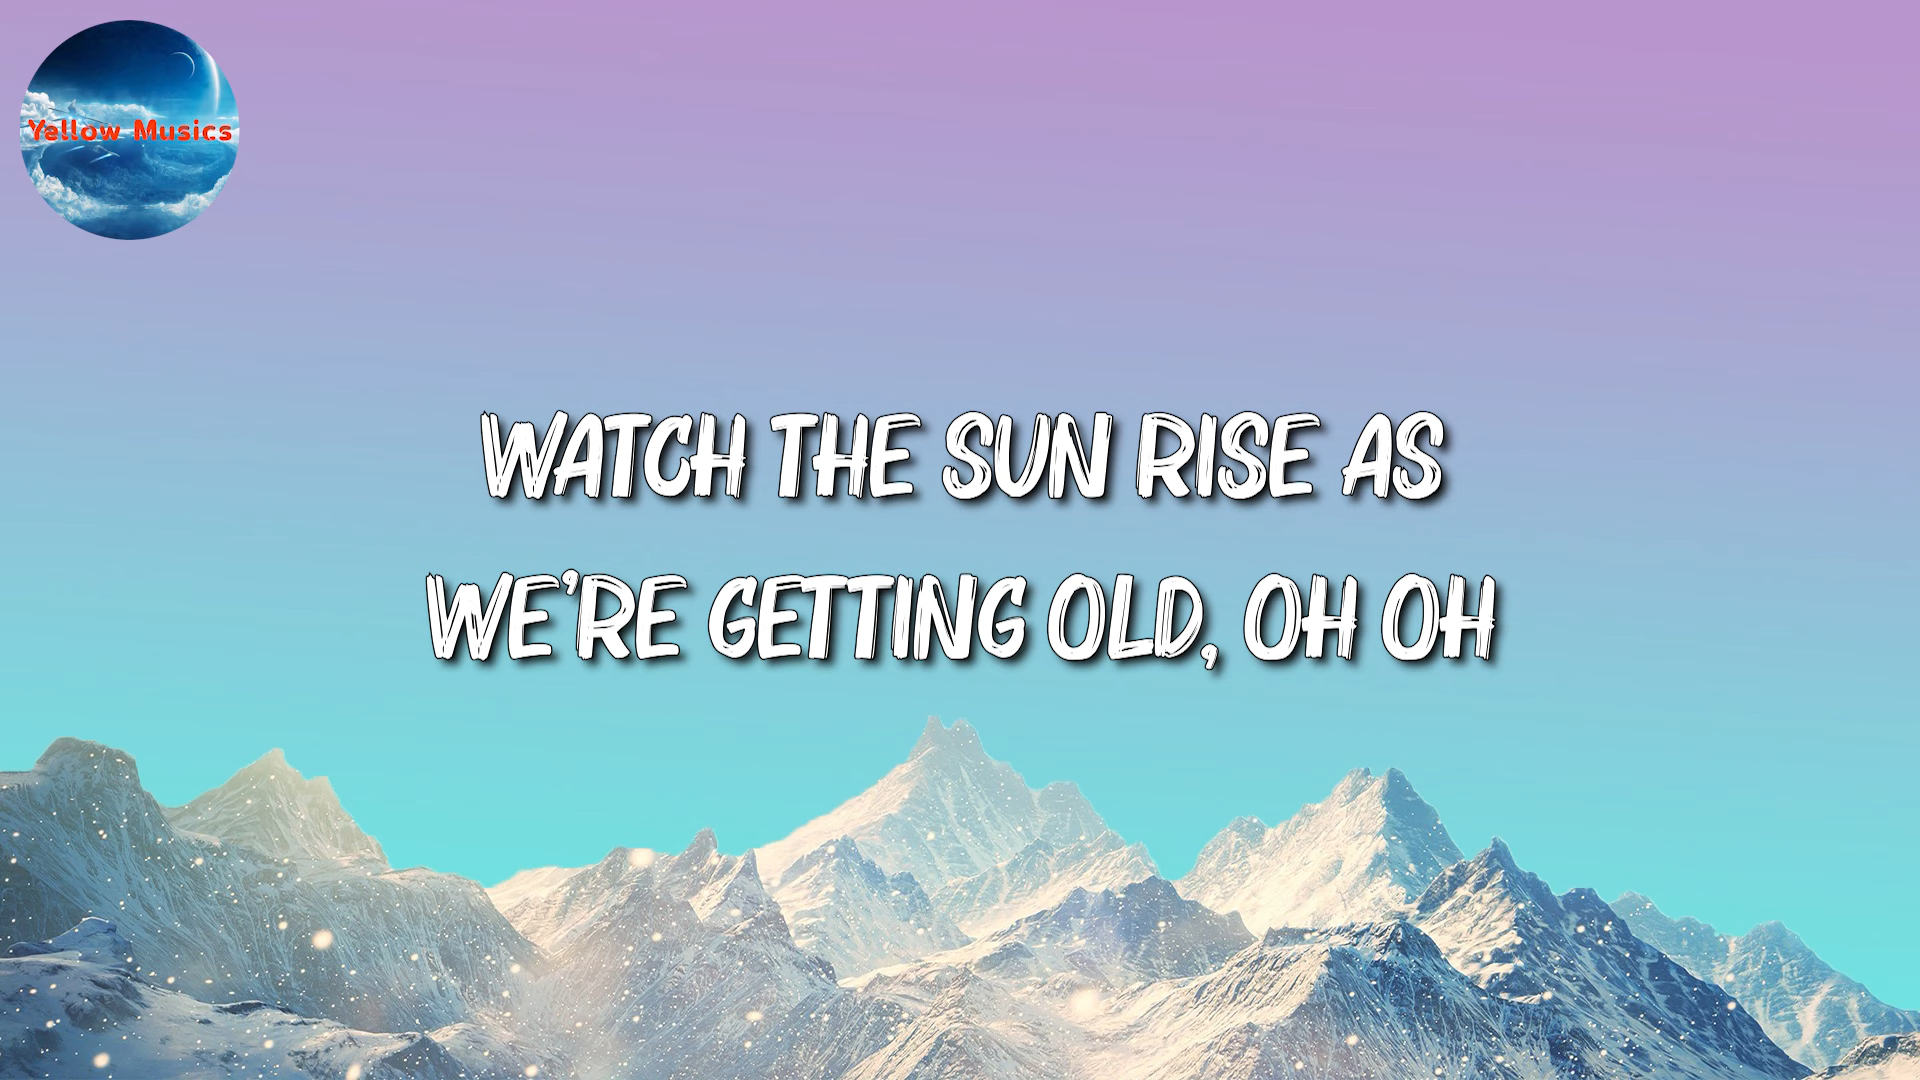 Yellow Musics
WATCH THE SUN RISE AS
WE'RE GETTING OLD, OH OH